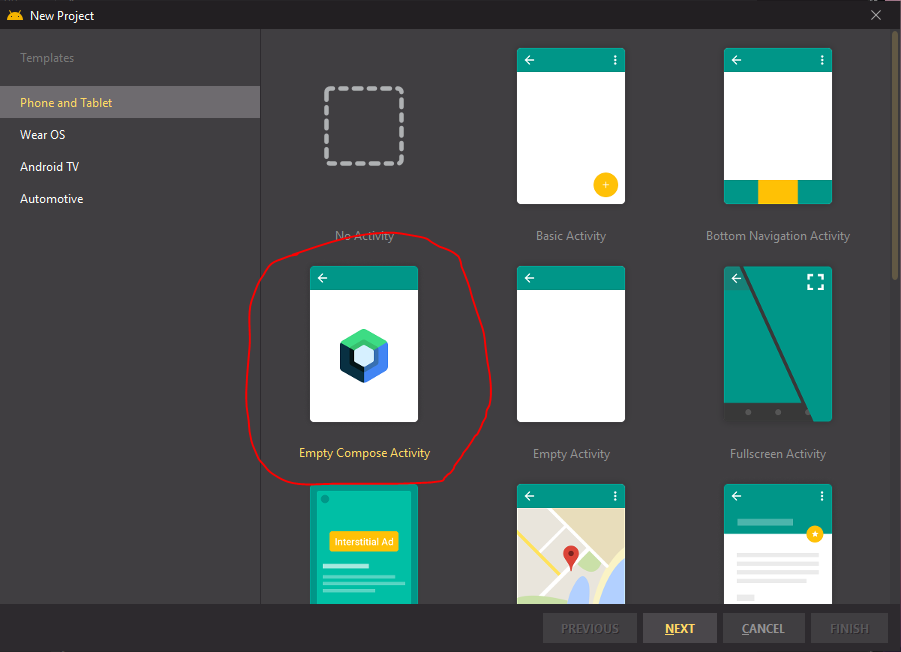 New Project
Templates
Phone and Tablet
Wear OS
Android TV
Automotive
No Activity
Basic Activity
Bottom Navigation Activity
Empty Compose Activity
Empty Activity
Fullscreen Activity
Interstitial Ad
PREVIOUS
NEXT
CANCEL
FINISH